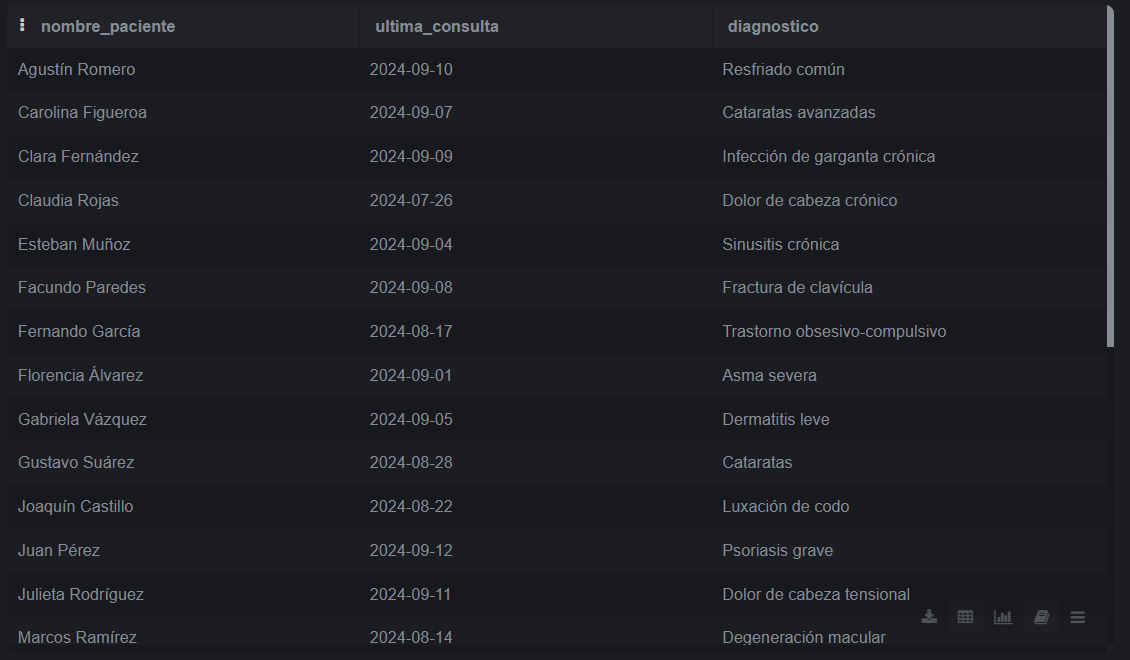 nombre_paciente ultima_consulta diagnostico
Agustín Romero 2024-09-10 Resfriado común
Carolina Figueroa 2024-09-07 Cataratas avanzadas
Clara Fernández 2024-09-09 Infección de garganta crónica
Claudia Rojas 2024-07-26 Dolor de cabeza crónico
Esteban Muñoz 2024-09-04 Sinusitis crónica
Facundo Paredes 2024-09-08 Fractura de clavícula
Fernando García 2024-08-17 Trastorno obsesivo-compulsivo
Florencia Álvarez 2024-09-01 Asma severa
Gabriela Vázquez 2024-09-05 Dermatitis leve
Gustavo Suárez 2024-08-28 Cataratas
Joaquín Castillo 2024-08-22 Luxación de codo
Juan Pérez 2024-09-12 Psoriasis grave
Julieta Rodríguez 2024-09-11 Dolor de cabeza tensional
Marcos Ramírez 2024-08-14 Degeneración macular